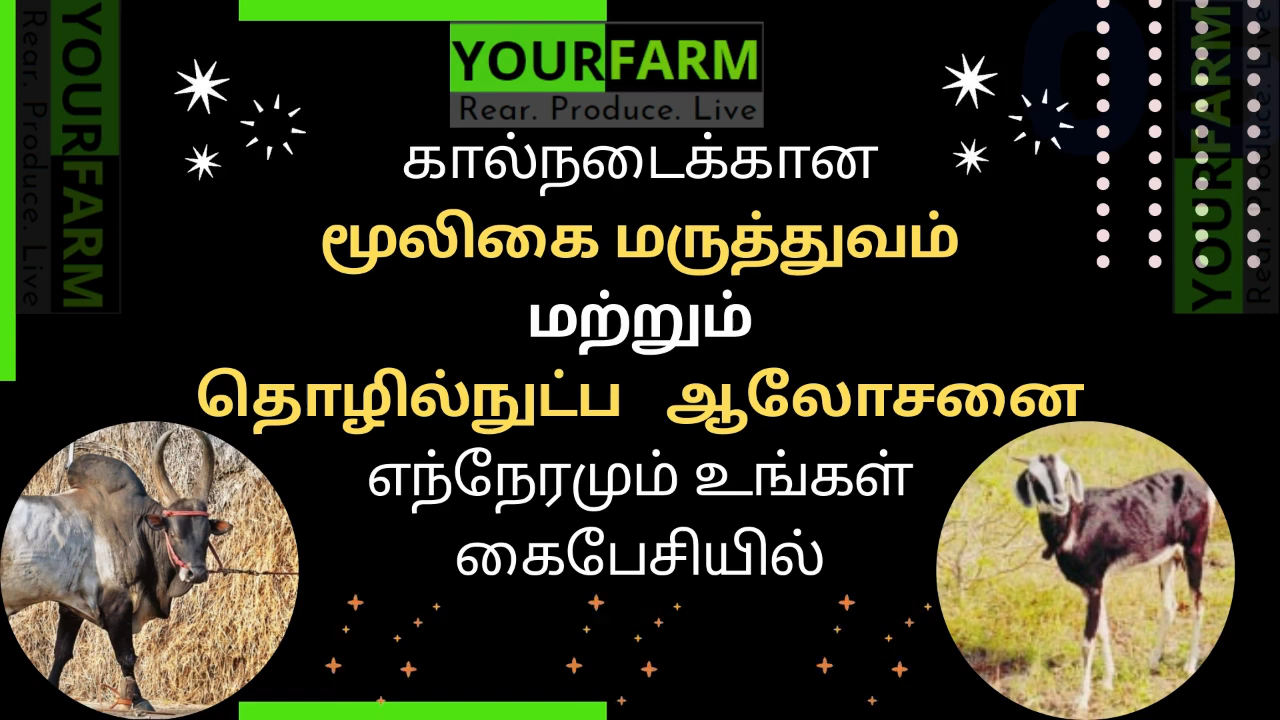 YOURFARM
Rear. Produce. Live
கால்நடைக்கான
மூலிகை மருத்துவம்
மற்றும்
தொழில்நுட்ப ஆலோசனை
எந்நேரமும் உங்கள்
கைபேசியில்
YOURFARM
Rear. Produce. Live
YOURFARM
Rear. Produce. Live